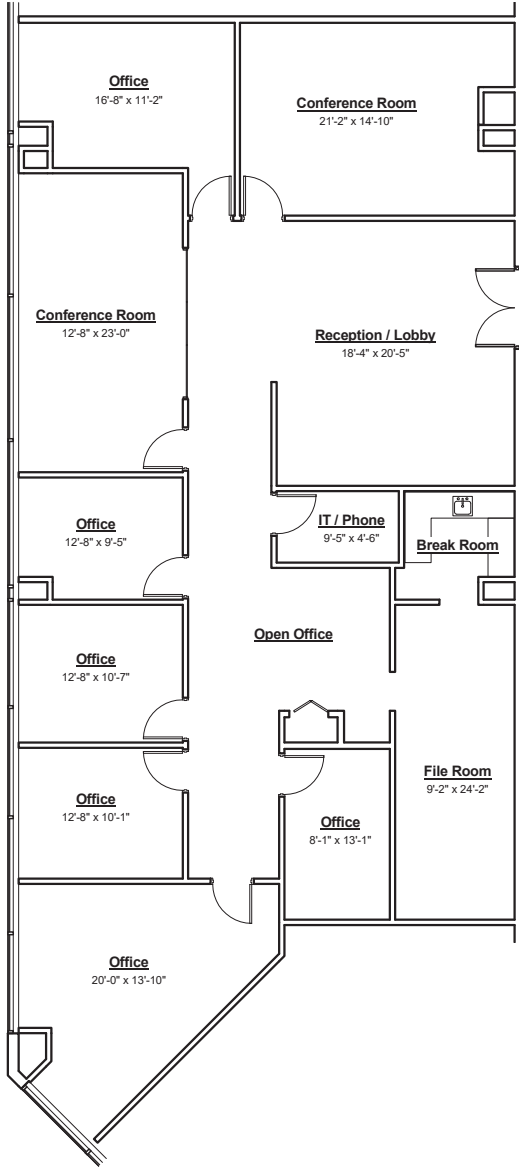 Office
16'-8" x 11'-2"
Conference Room
21'-2" x 14'-10"
Conference Room
12'-8" x 23'-0"
Reception / Lobby
18'-4" x 20'-5"
Office
12'-8" x 9'-5"
IT / Phone
9'-5" x 4'-6"
Break Room
Open Office
Office
12'-8" x 10'-7"
File Room
9'-2" x 24'-2"
Office
12'-8" x 10'-1"
Office
8'-1" x 13'-1"
Office
20'-0" x 13'-10"